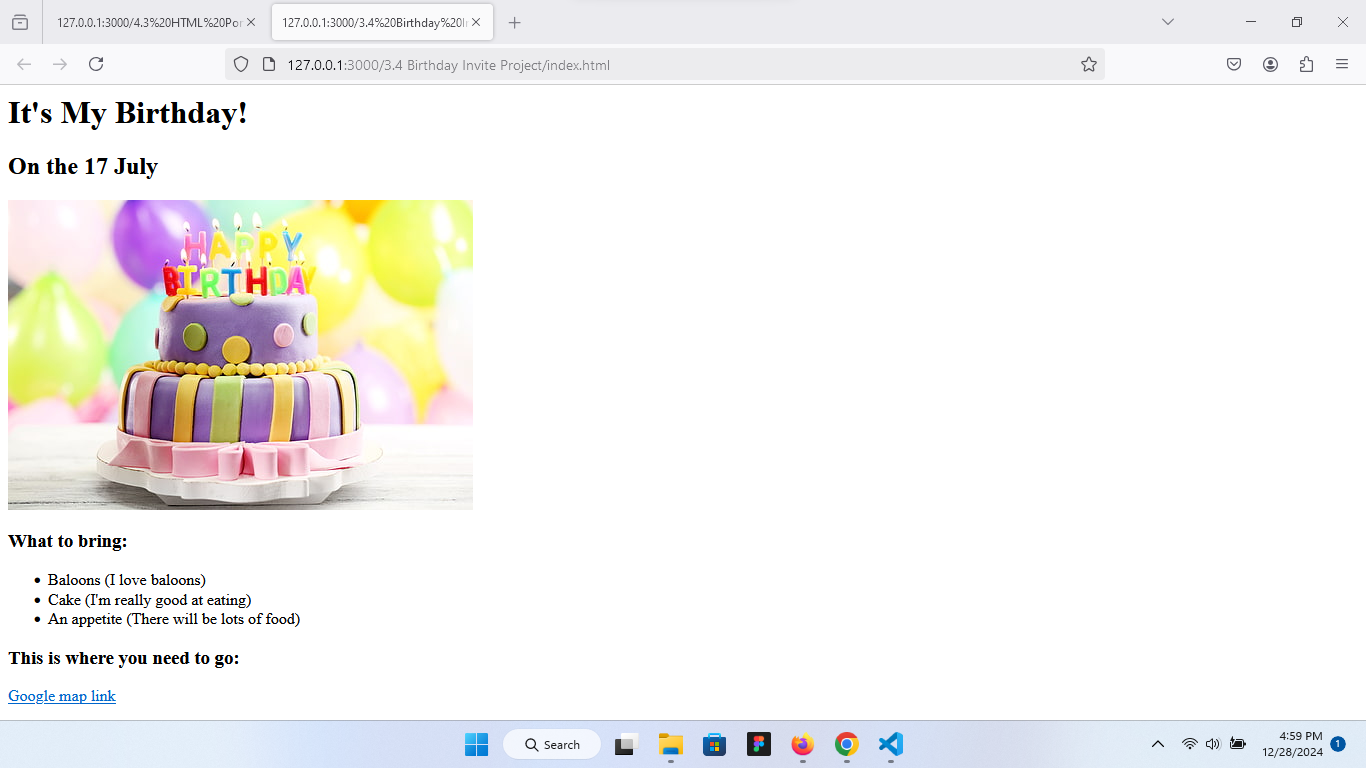 127.0.0.1:3000/4.3%20HTML%20Por
127.0.0.1:3000/3.4%20Birthday%20In
127.0.0.1:3000/3.4 Birthday Invite Project/index.html
It's My Birthday!
On the 17 July
HAPPY
BIRTHDAY
What to bring:
Baloons (I love baloons)
Cake (I'm really good at eating)
An appetite (There will be lots of food)
This is where you need to go:
Google map link
Search
4:59 PM
12/28/2024
1